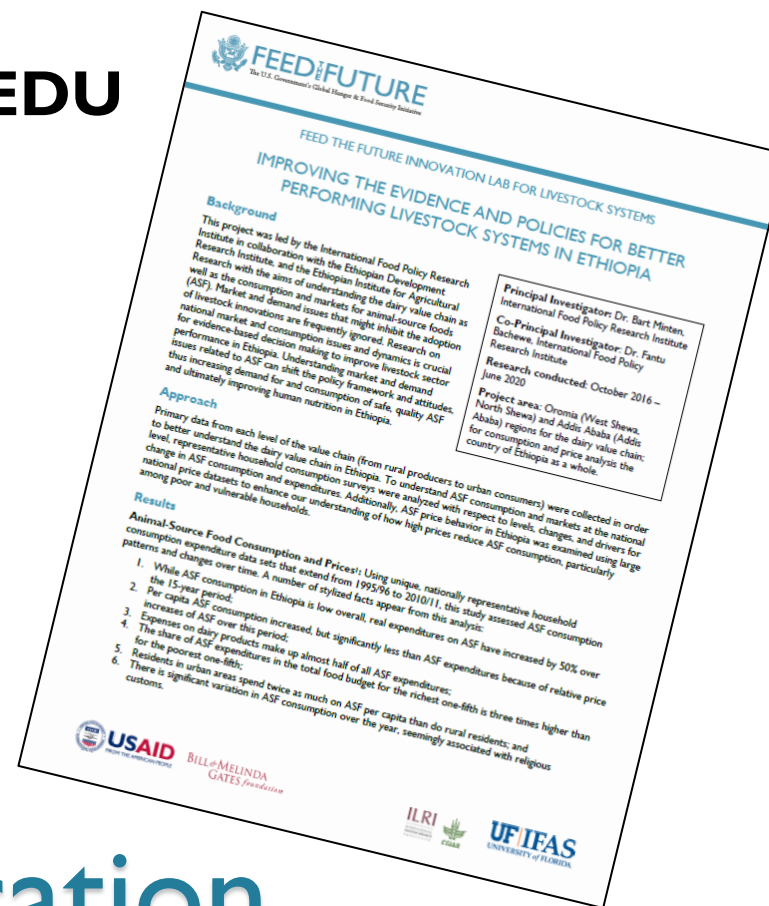 EDU
FEED THE FUTURE
The U.S. Government's Global Hunger & Food Security Initiative
FEED THE FUTURE INNOVATION LAB FOR LIVESTOCK SYSTEMS
IMPROVING THE EVIDENCE AND POLICIES FOR BETTER
PERFORMING LIVESTOCK SYSTEMS IN ETHIOPIA
Background
This project was led by the International Food Policy Research
Institute in collaboration with the Ethiopian Development
Research Institute, and the Ethiopian Institute for Agricultural
Research with the aims of understanding the dairy value chain as
well as the consumption and markets for animal-source foods
(ASF). Market and demand issues that might inhibit the adoption
of livestock innovations are frequently ignored. Research on
national market and consumption issues and dynamics is crucial
for evidence-based decision making to improve livestock sector
performance in Ethiopia. Understanding market and demand
issues related to ASF can shift the policy framework and attitudes,
thus increasing demand for and consumption of safe, quality ASF
and ultimately improving human nutrition in Ethiopia.
Principal Investigator: Dr. Bart Minten,
International Food Policy Research Institute
Co-Principal Investigator: Dr. Fantu
Bachewe, International Food Policy
Research Institute
Research conducted: October 2016 –
June 2020
Project area: Oromia (West Shewa,
North Shewa) and Addis Ababa (Addis
Ababa) regions for the dairy value chain;
for consumption and price analysis the
country of Ethiopia as a whole.
Approach
Primary data from each level of the value chain (from rural producers to urban consumers) were collected in order
to better understand the dairy value chain in Ethiopia. To understand ASF consumption and markets at the national
level, representative household consumption surveys were analyzed with respect to levels, changes, and drivers for
change in ASF consumption and expenditures. Additionally, ASF price behavior in Ethiopia was examined using large
national price datasets to enhance our understanding of how high prices reduce ASF consumption, particularly
among poor and vulnerable households.
Results
Animal-Source Food Consumption and Prices¹: Using unique, nationally representative household
consumption expenditure data sets that extend from 1995/96 to 2010/11, this study assessed ASF consumption
patterns and changes over time. A number of stylized facts appear from this analysis:
1. While ASF consumption in Ethiopia is low overall, real expenditures on ASF have increased by 50% over
the 15-year period;
2. Per capita ASF consumption increased, but significantly less than ASF expenditures because of relative price
increases of ASF over this period;
3. Expenses on dairy products make up almost half of all ASF expenditures;
4. The share of ASF expenditures in the total food budget for the richest one-fifth is three times higher than
for the poorest one-fifth;
5. Residents in urban areas spend twice as much on ASF per capita than do rural residents; and
6. There is significant variation in ASF consumption over the year, seemingly associated with religious
customs.
USAID
FROM THE AMERICAN PEOPLE
BILL & MELINDA
GATES foundation
ILRI
CGIAR
UF IFAS
UNIVERSITY of FLORIDA
ration